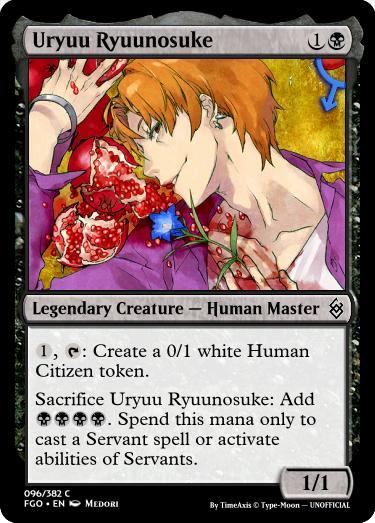 Uryuu Ryuunosuke 1
Legendary Creature — Human Master
1, : Create a 0/1 white Human
Citizen token.
Sacrifice Uryuu Ryuunosuke: Add
. Spend this mana only to
cast a Servant spell or activate
abilities of Servants.
1/1
096/382 C
FGO • EN Medori
By TimeAxis © Type-Moon — UNOFFICIAL